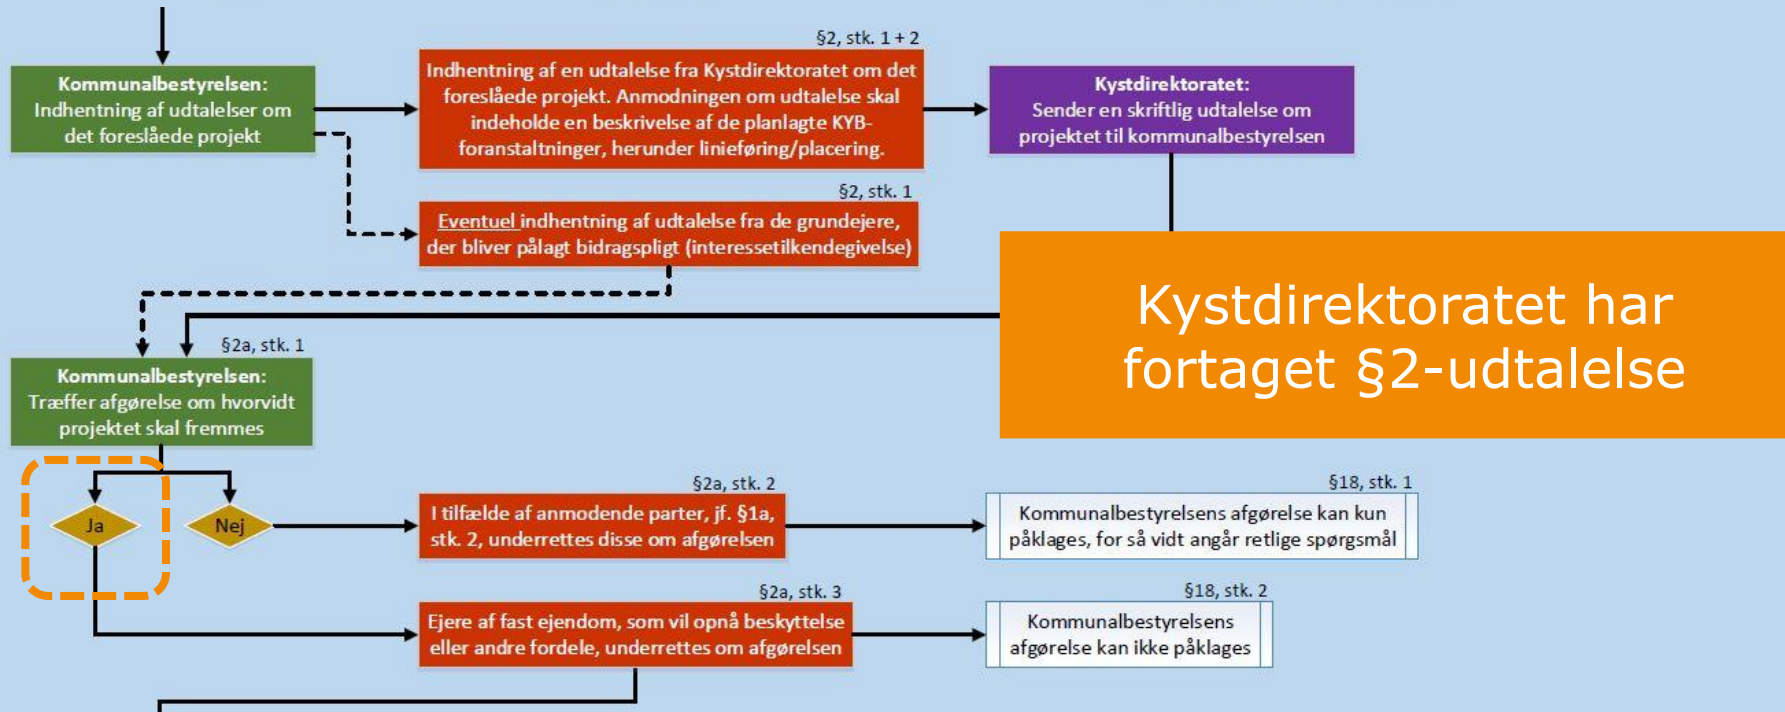 §2, stk. 1 + 2
Kommunalbestyrelsen:
Indhentning af udtalelser om
det foreslåede projekt
Indhentning af en udtalelse fra Kystdirektoratet om det
foreslåede projekt. Anmodningen om udtalelse skal
indeholde en beskrivelse af de planlagte KYB-
foranstaltninger, herunder linieføring/placering.
Kystdirektoratet:
Sender en skriftlig udtalelse om
projektet til kommunalbestyrelsen
§2, stk. 1
Eventuel indhentning af udtalelse fra de grundejere,
der bliver pålagt bidragspligt (interessetilkendegivelse)
Kystdirektoratet har
fortaget §2-udtalelse
§2a, stk. 1
Kommunalbestyrelsen:
Træffer afgørelse om hvorvidt
projektet skal fremmes
Ja
Nej
§2a, stk. 2
I tilfælde af anmodende parter, jf. §1a,
stk. 2, underrettes disse om afgørelsen
§18, stk. 1
Kommunalbestyrelsens afgørelse kan kun
påklages, for så vidt angår retlige spørgsmål
§2a, stk. 3
Ejere af fast ejendom, som vil opnå beskyttelse
eller andre fordele, underrettes om afgørelsen
§18, stk. 2
Kommunalbestyrelsens
afgørelse kan ikke påklages